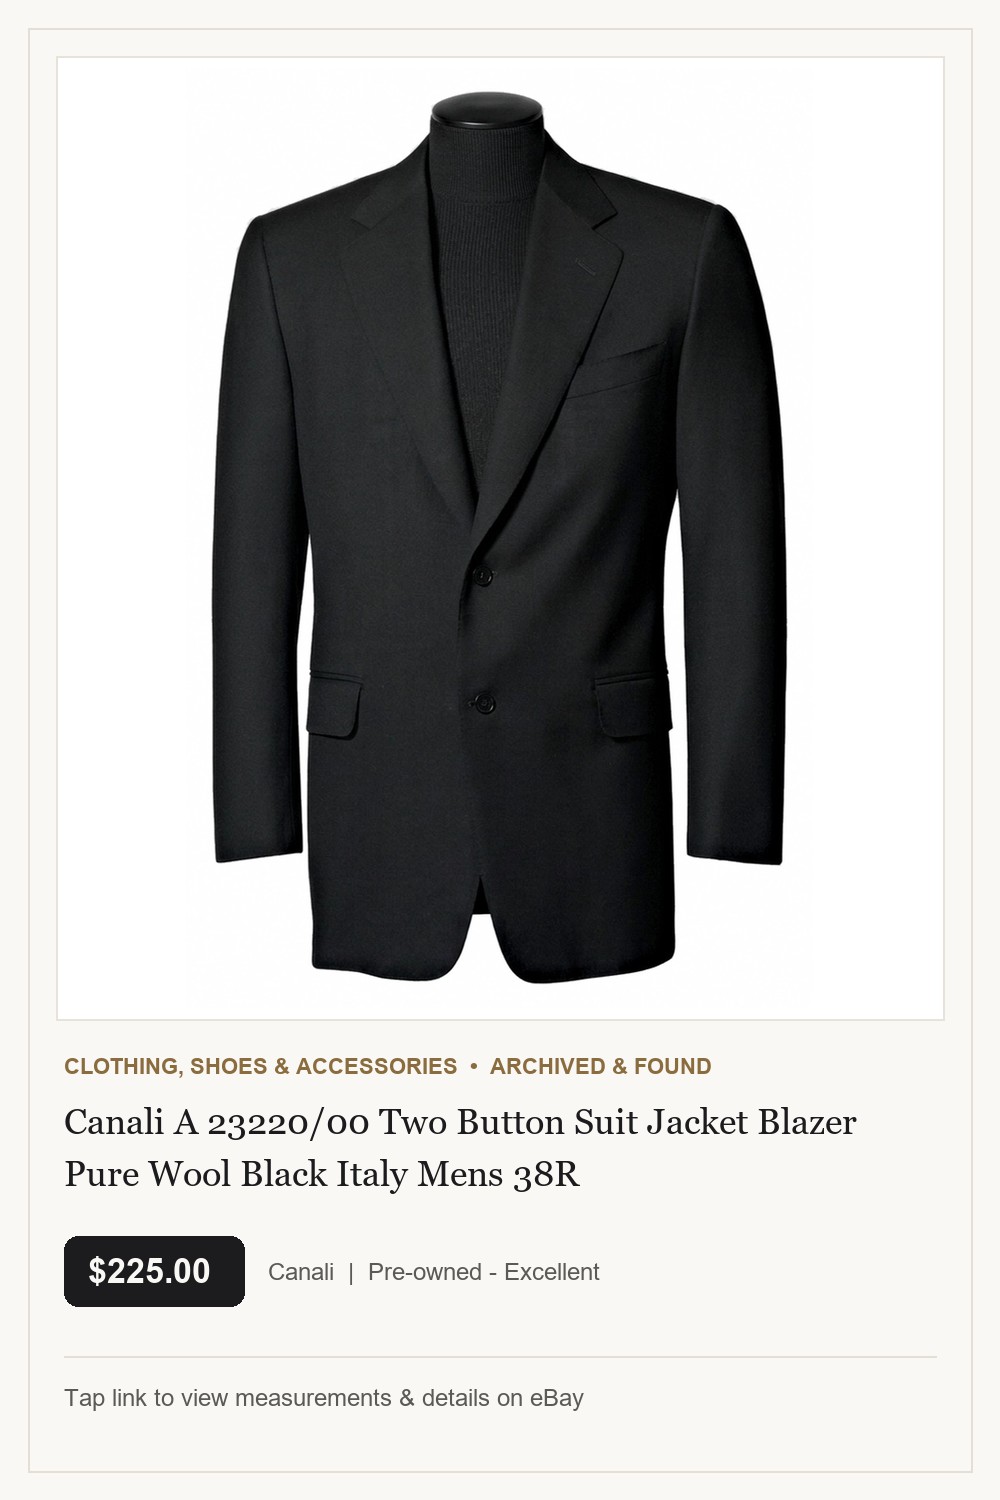 CLOTHING, SHOES & ACCESSORIES • ARCHIVED & FOUND
Canali A 23220/00 Two Button Suit Jacket Blazer
Pure Wool Black Italy Mens 38R
$225.00
Canali | Pre-owned - Excellent
Tap link to view measurements & details on eBay